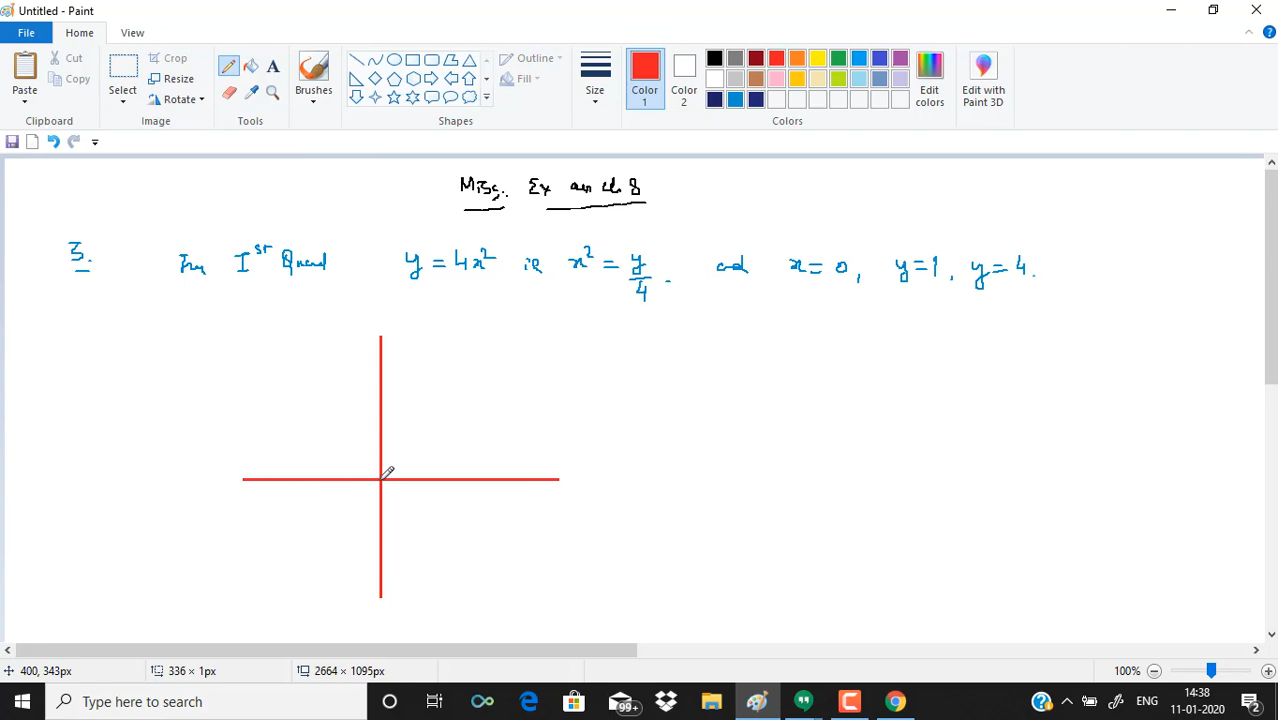 Untitled - Paint
File Home View
Paste Cut Copy Clipboard
Select Crop Resize Rotate Image
A Tools
Brushes
Outline Fill Shapes
Size
Color 1 Color 2 Edit colors Edit with Paint 3D Colors
Misc. Ex on ch 8
3. Ist Quad y = 4x² ie x² = y/4. and x = 0, y = 1, y = 4.
400, 343px 336 × 1px 2664 × 1095px 100%
Type here to search 99+ ENG 14:38 11-01-2020 2